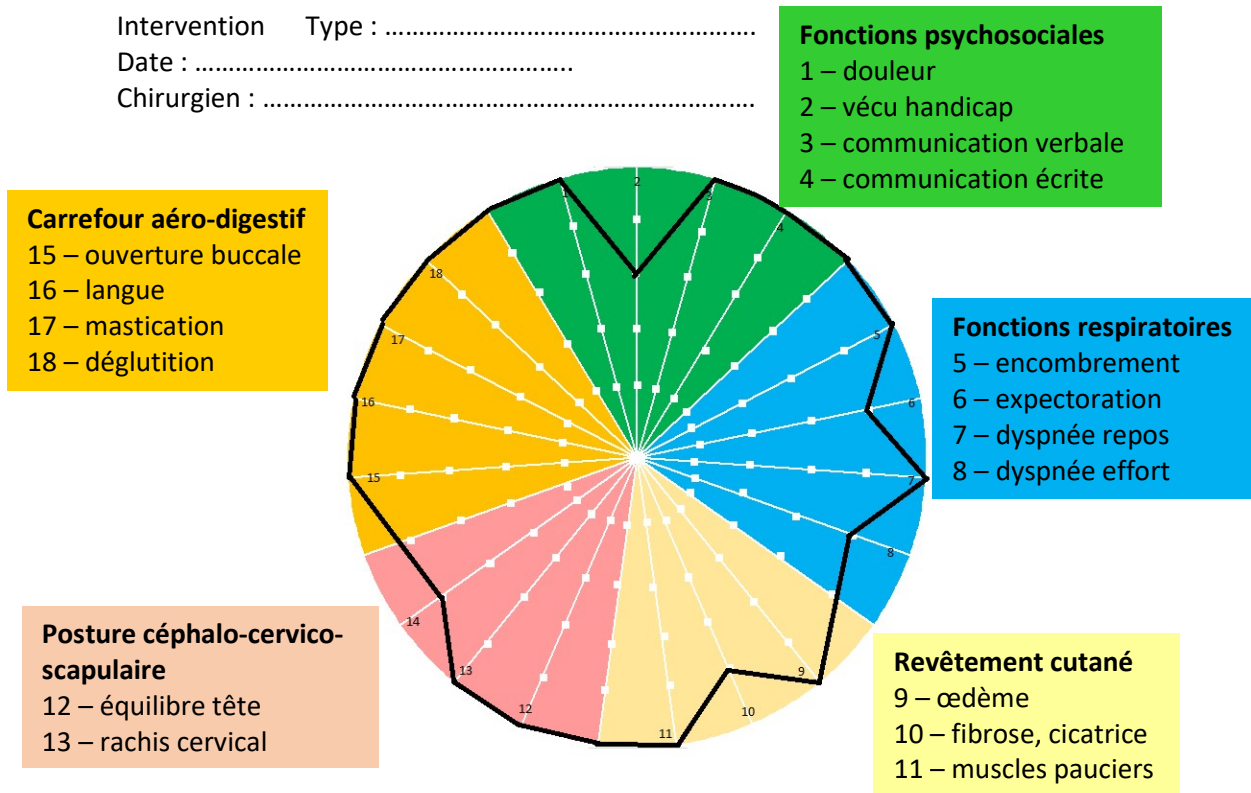 Intervention Type : ……………………………………………….
Date : ………………………………………………..
Chirurgien : ……………………………………………………………….
Fonctions psychosociales
1 – douleur
2 – vécu handicap
3 – communication verbale
4 – communication écrite
Carrefour aéro-digestif
15 – ouverture buccale
16 – langue
17 – mastication
18 – déglutition
Fonctions respiratoires
5 – encombrement
6 – expectoration
7 – dyspnée repos
8 – dyspnée effort
Posture céphalo-cervico-
scapulaire
12 – équilibre tête
13 – rachis cervical
Revêtement cutané
9 – œdème
10 – fibrose, cicatrice
11 – muscles pauciers
1
2
3
4
5
6
7
8
9
10
11
12
13
14
15
16
17
18